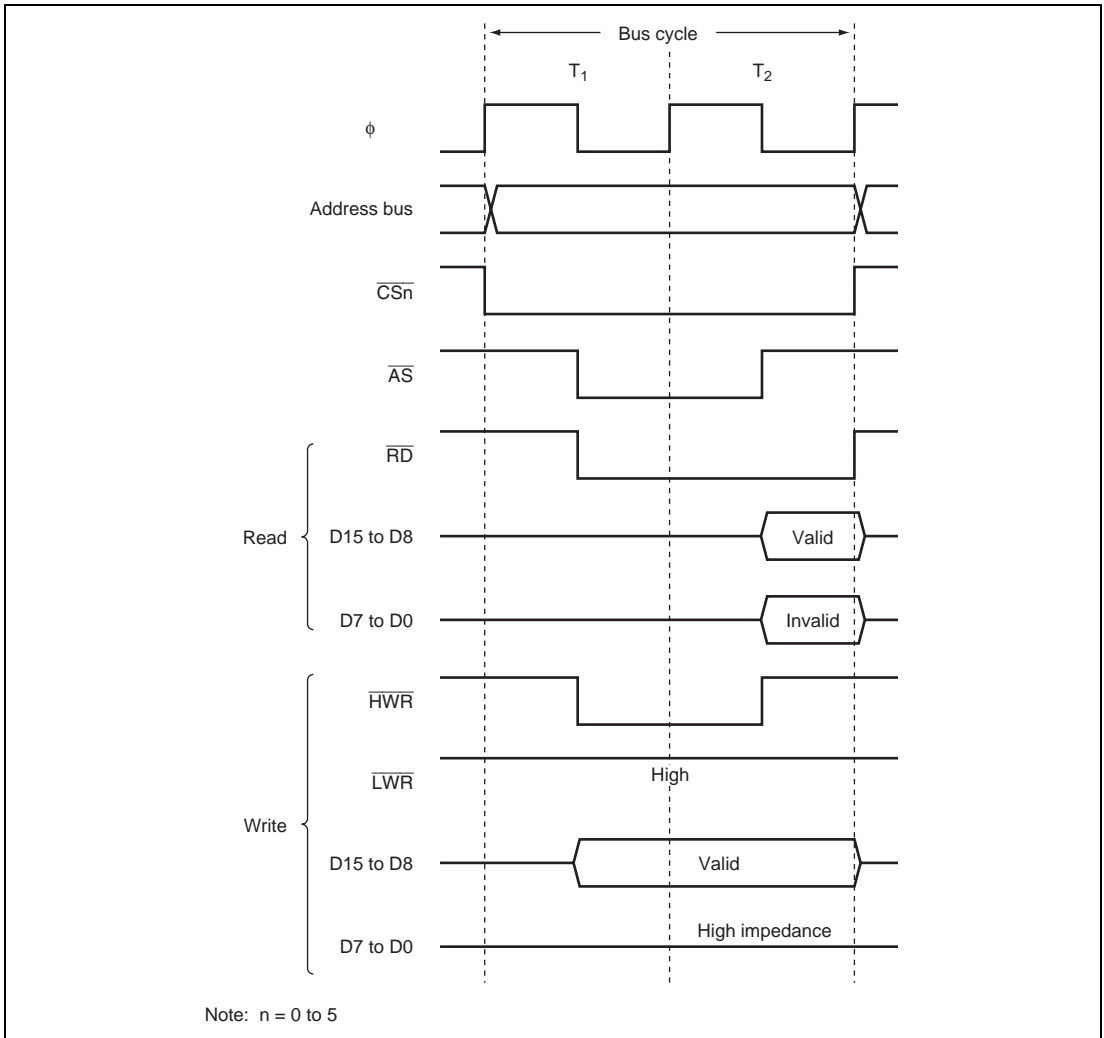 Bus cycle
T1 T2
ϕ
Address bus
CSn
AS
RD
Read
D15 to D8 Valid
D7 to D0 Invalid
HWR
LWR High
Write
D15 to D8 Valid
D7 to D0 High impedance
Note: n = 0 to 5